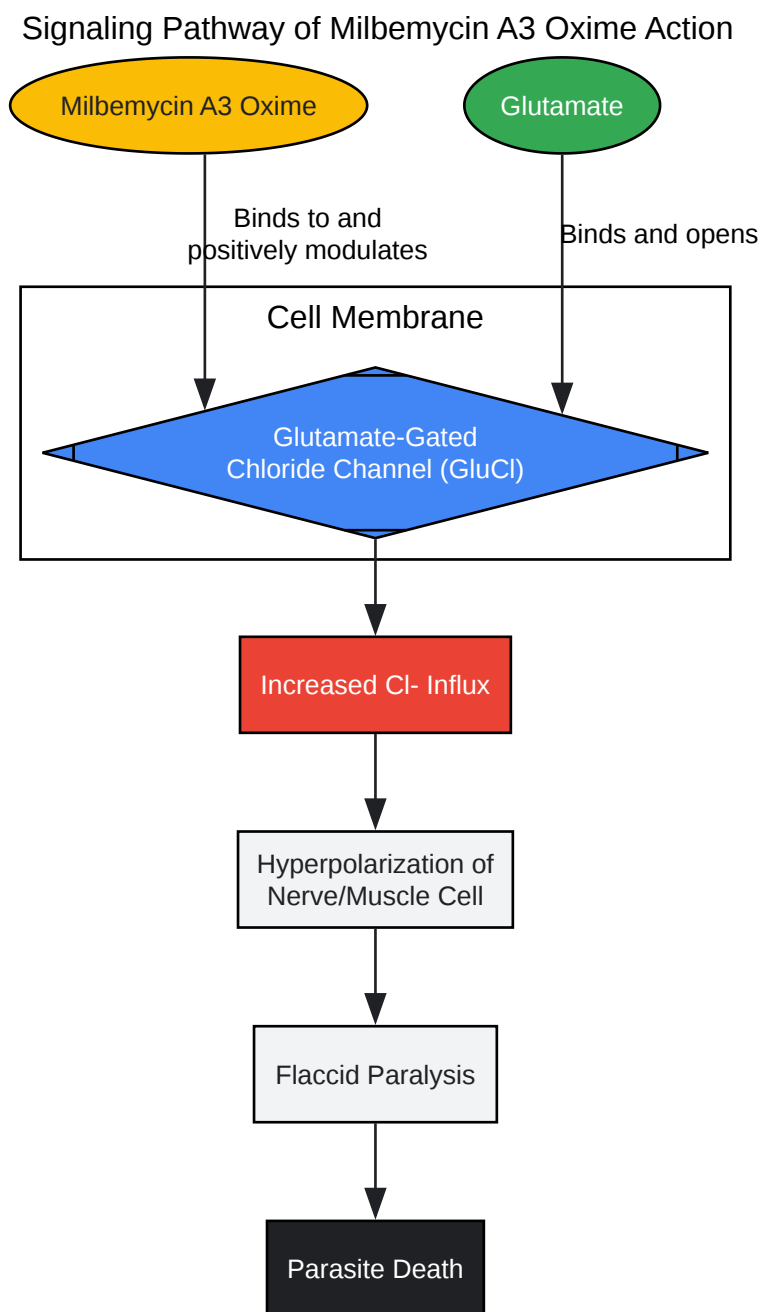 Signaling Pathway of Milbemycin A3 Oxime Action
Milbemycin A3 Oxime
Glutamate
Binds to and
positively modulates
Binds and opens
Cell Membrane
Glutamate-Gated
Chloride Channel (GluCl)
Increased Cl- Influx
Hyperpolarization of
Nerve/Muscle Cell
Flaccid Paralysis
Parasite Death